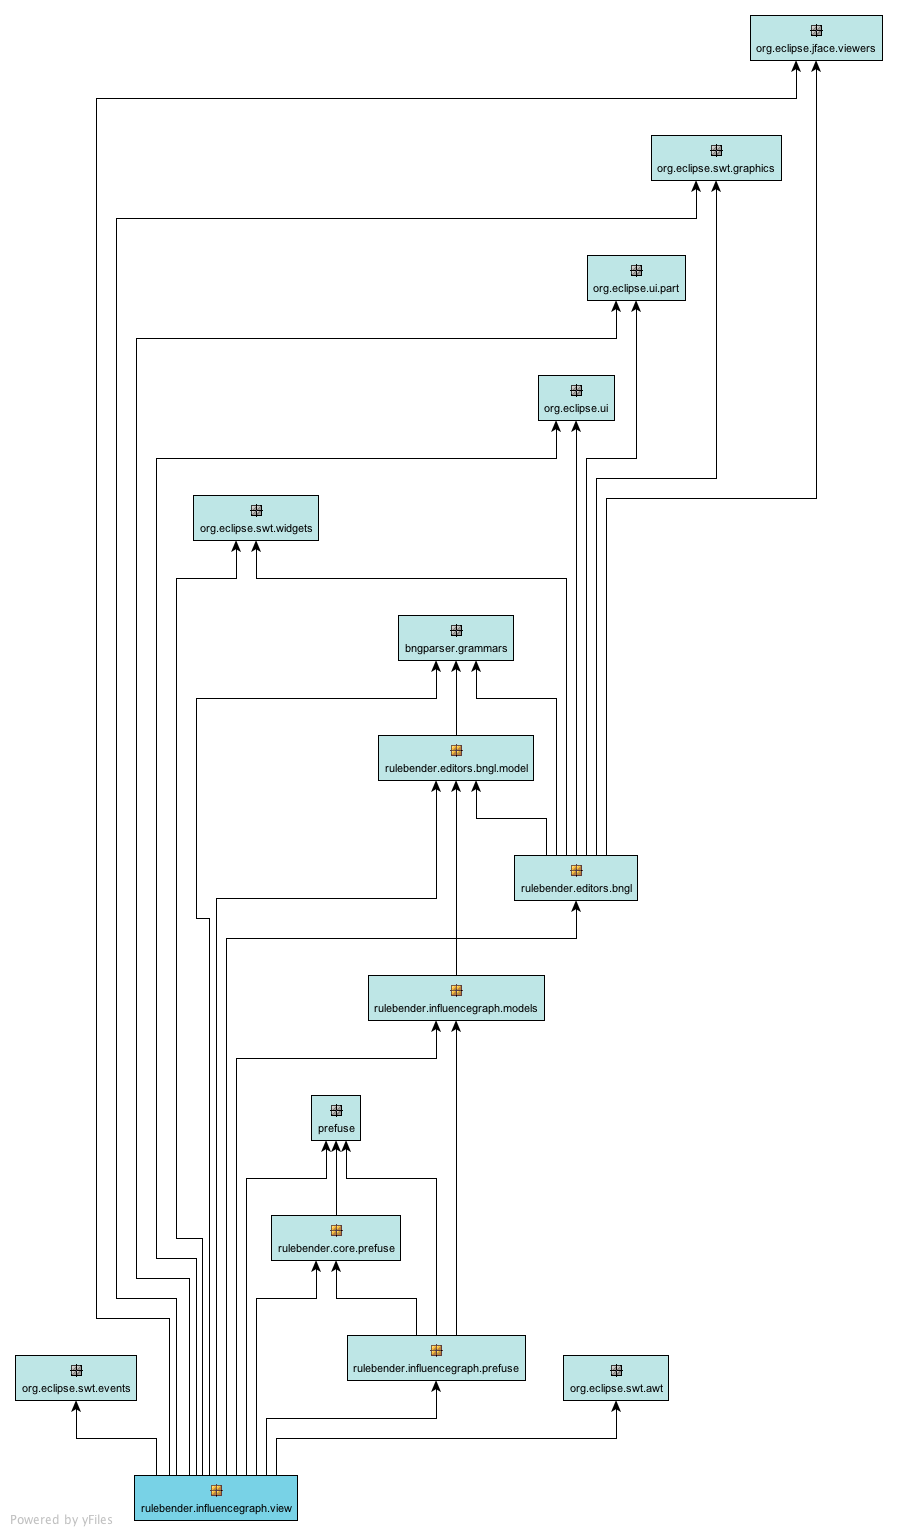 org.eclipse.jface.viewers
org.eclipse.swt.graphics
org.eclipse.ui.part
org.eclipse.ui
org.eclipse.swt.widgets
bngparser.grammars
rulebender.editors.bngl.model
rulebender.editors.bngl
rulebender.influencegraph.models
prefuse
rulebender.core.prefuse
rulebender.influencegraph.prefuse
org.eclipse.swt.events
org.eclipse.swt.awt
rulebender.influencegraph.view
Powered by yFiles